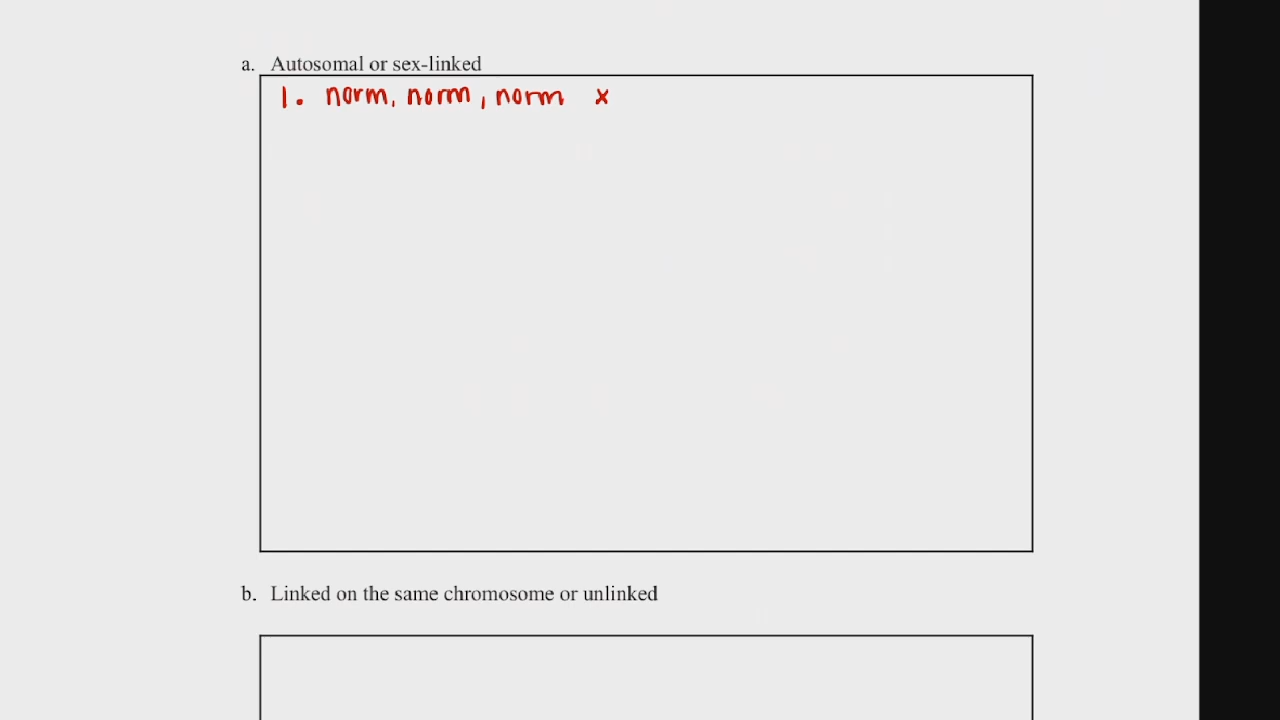 a. Autosomal or sex-linked
1. norm, norm, norm x
b. Linked on the same chromosome or unlinked